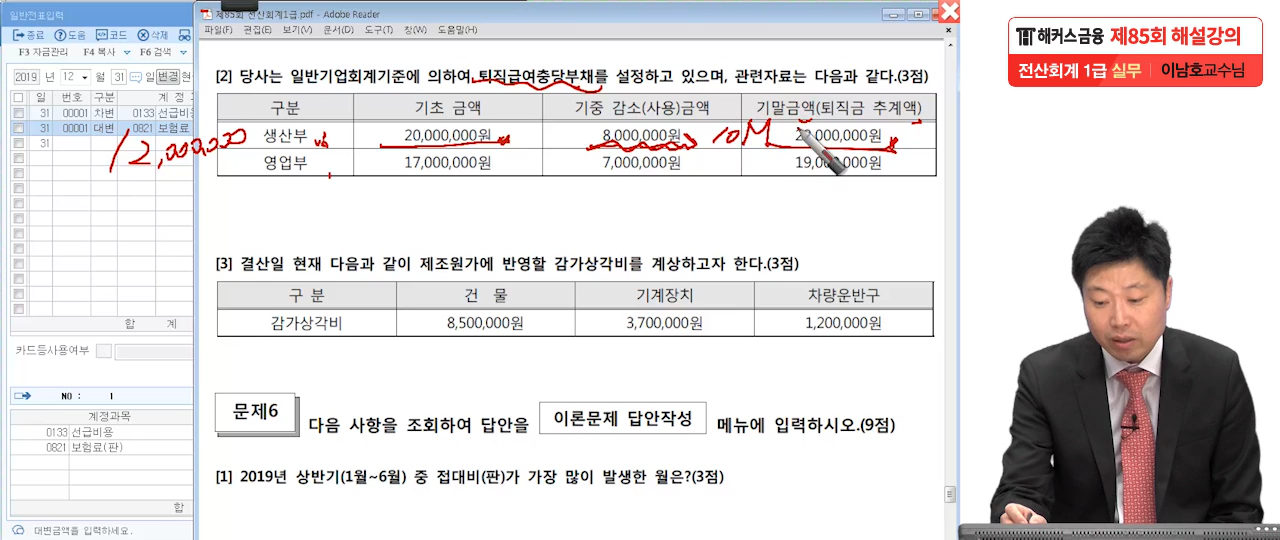 일반전표입력
종료 도움 코드 삭제
F3 자금관리 F4 복사 F6 검색
2019 년 12 월 31 일 변경 현
일 번호 구분 계 정 과
31 00001 차변 0133 선급비용
31 00001 대변 0821 보험료
31
합 계
카드등사용여부
NO : 1
계정과목
0133 선급비용
0821 보험료(판)
합
대변금액을 입력하세요.
제85회 전산회계1급.pdf - Adobe Reader
파일(F) 편집(E) 보기(V) 문서(D) 도구(T) 창(W) 도움말(H)
[2] 당사는 일반기업회계기준에 의하여 퇴직급여충당부채를 설정하고 있으며, 관련자료는 다음과 같다.(3점)
구분 기초 금액 기중 감소(사용)금액 기말금액(퇴직금 추계액)
생산부 20,000,000원 8,000,000원 10M
12,000,000
영업부 17,000,000원 7,000,000원
[3] 결산일 현재 다음과 같이 제조원가에 반영할 감가상각비를 계상하고자 한다.(3점)
구 분 건 물 기계장치 차량운반구
감가상각비 8,500,000원 3,700,000원 1,200,000원
문제6 다음 사항을 조회하여 답안을 이론문제 답안작성 메뉴에 입력하시오.(9점)
[1] 2019년 상반기(1월~6월) 중 접대비(판)가 가장 많이 발생한 월은?(3점)
해커스금융 제85회 해설강의
전산회계 1급 실무 이남호교수님